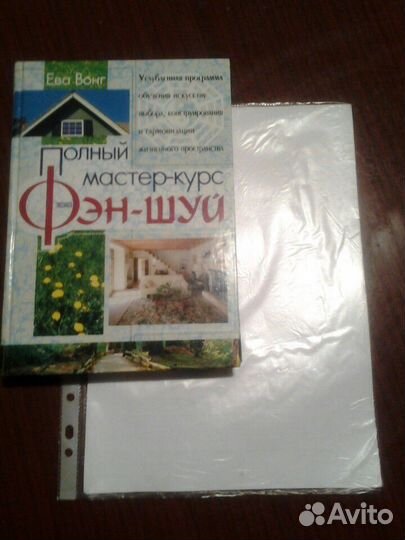 Ева Вонг
Углубленная программа
обучения искусству
выбора, конструирования
и гармонизации
жизненного пространства
Полный
мастер-курс
Фэн-шуй
Avito